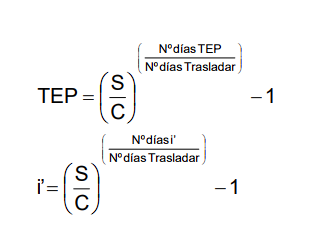 TEP = (S/C)^(Nº días TEP / Nº días Trasladar) − 1
i’ = (S/C)^(Nº días i’ / Nº días Trasladar) − 1